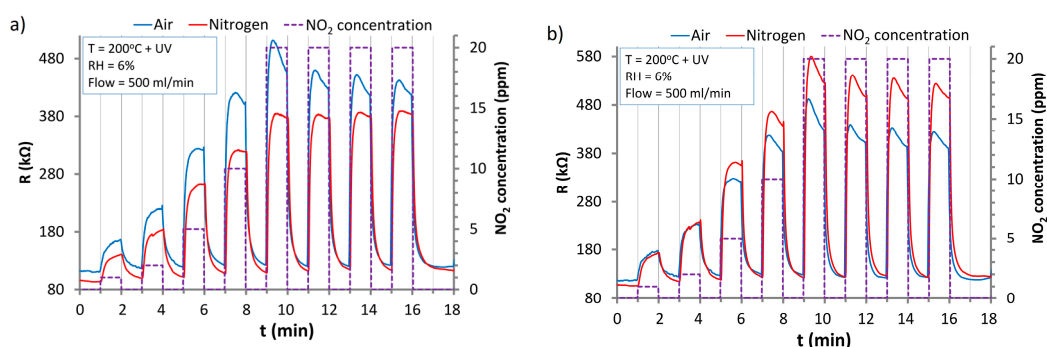 a)
Air Nitrogen NO₂ concentration
T = 200°C + UV
RH = 6%
Flow = 500 ml/min
480
380
280
180
80
R (kΩ)
20
15
10
5
0
NO₂ concentration (ppm)
0 2 4 6 8 10 12 14 16 18
t (min)
b)
Air Nitrogen NO₂ concentration
T = 200°C + UV
RH = 6%
Flow = 500 ml/min
580
480
380
280
180
80
R (kΩ)
20
15
10
5
0
NO₂ concentration (ppm)
0 2 4 6 8 10 12 14 16 18
t (min)